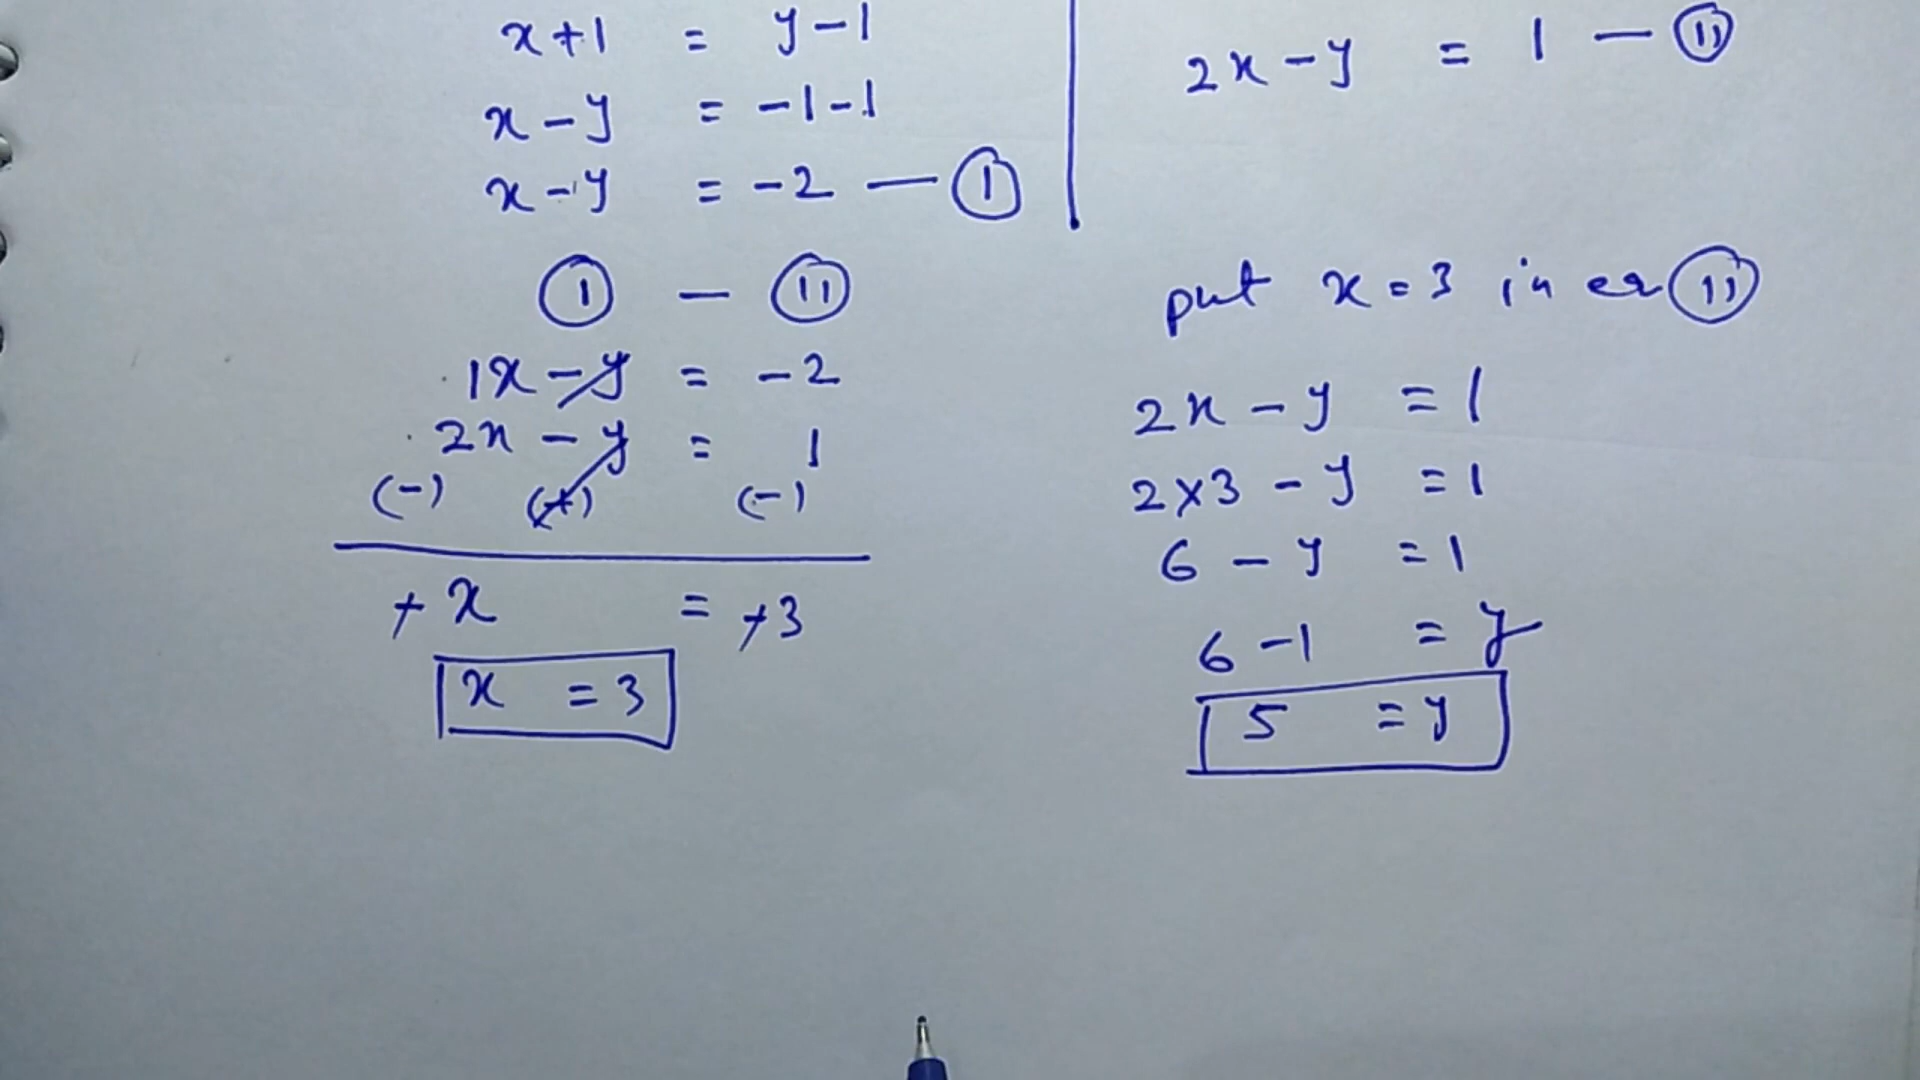 x+1 = y-1
x-y = -1-1
x-y = -2 — (1)
(1) — (11)
1x-y = -2
2x-y = 1
(-) (+) (-)
+x = +3
x = 3
2x-y = 1 — (11)
put x=3 in er (11)
2x-y = 1
2×3-y = 1
6-y = 1
6-1 = y
5 = y